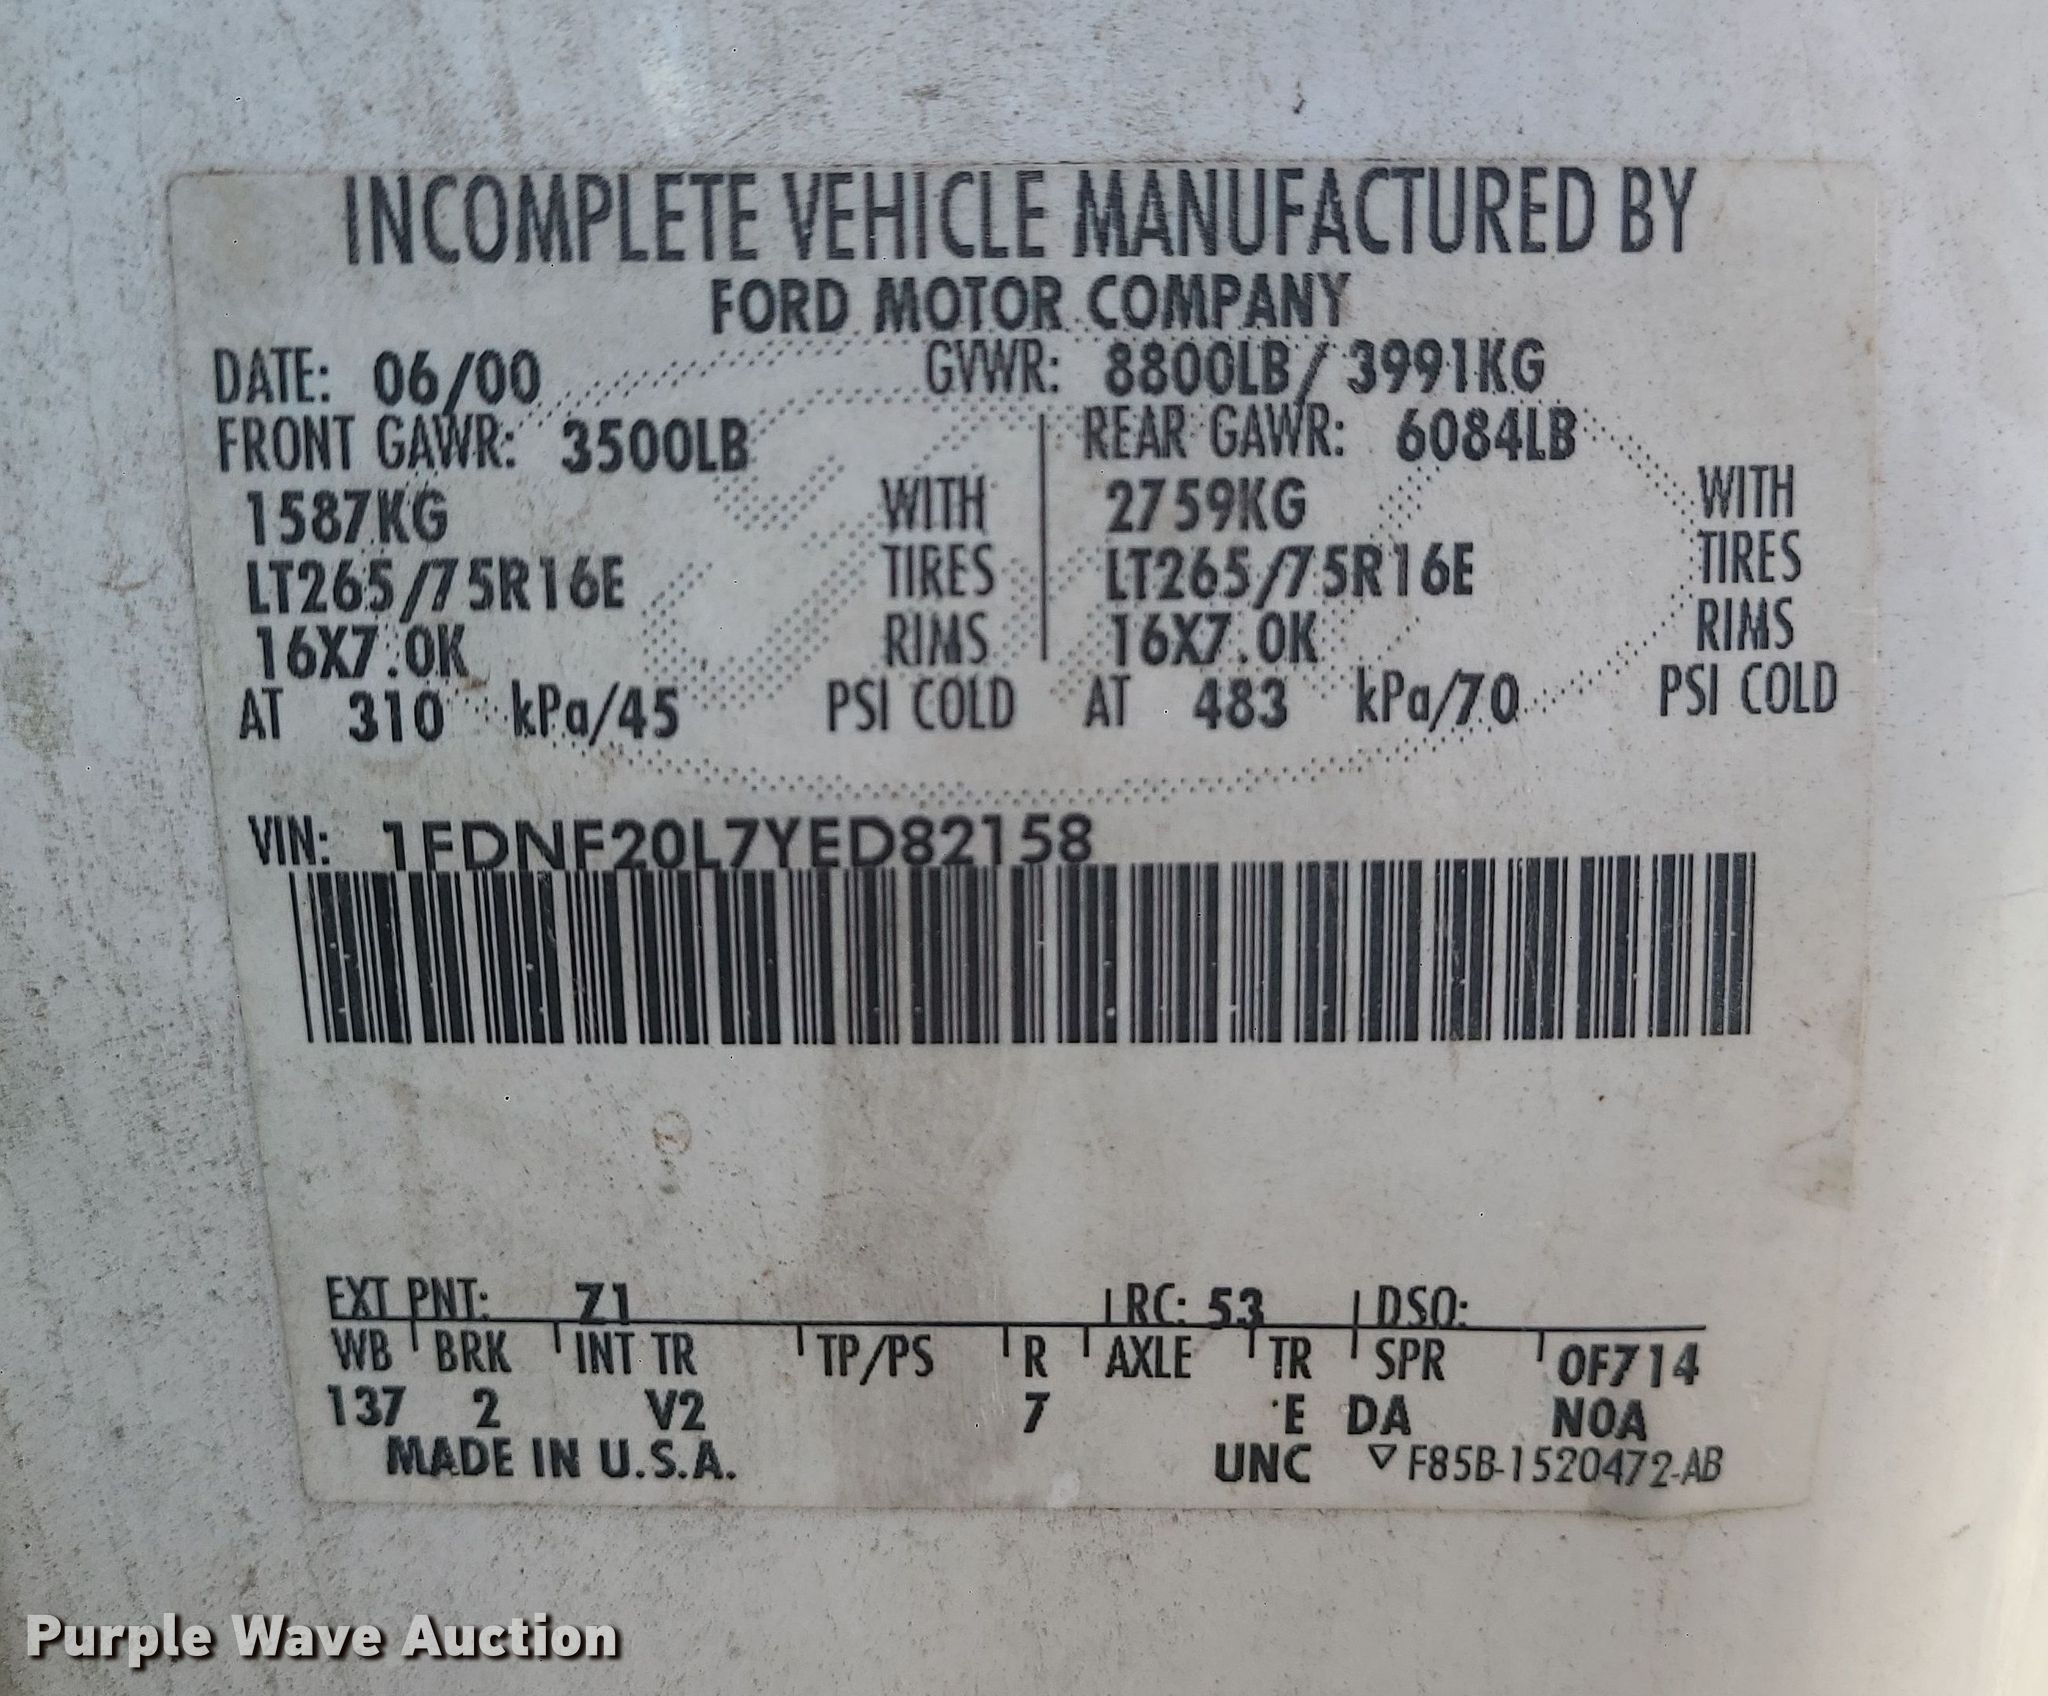 INCOMPLETE VEHICLE MANUFACTURED BY
FORD MOTOR COMPANY
DATE: 06/00 GVWR: 8800LB/ 3991KG
FRONT GAWR: 3500LB REAR GAWR: 6084LB
1587KG WITH 2759KG WITH
LT265/75R16E TIRES LT265/75R16E TIRES
16X7.0K RIMS 16X7.0K RIMS
AT 310 kPa/45 PSI COLD AT 483 kPa/70 PSI COLD
VIN: 1FDNF20L7YED82158
EXT PNT: Z1 RC: 53 DSO:
WB BRK INT TR TP/PS R AXLE TR SPR 0F714
137 2 V2 7 E DA N0A
MADE IN U.S.A. UNC ▽ F85B-1520472-AB
Purple Wave Auction